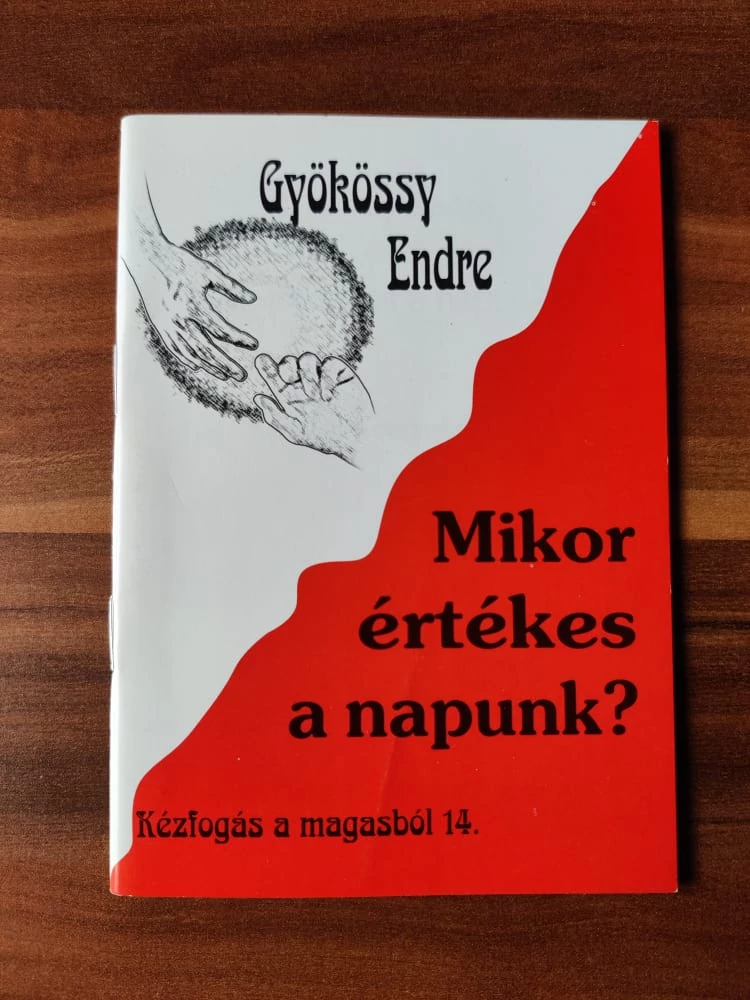 Gyökössy
Endre
Mikor
értékes
a napunk?
Kézfogás a magasból 14.